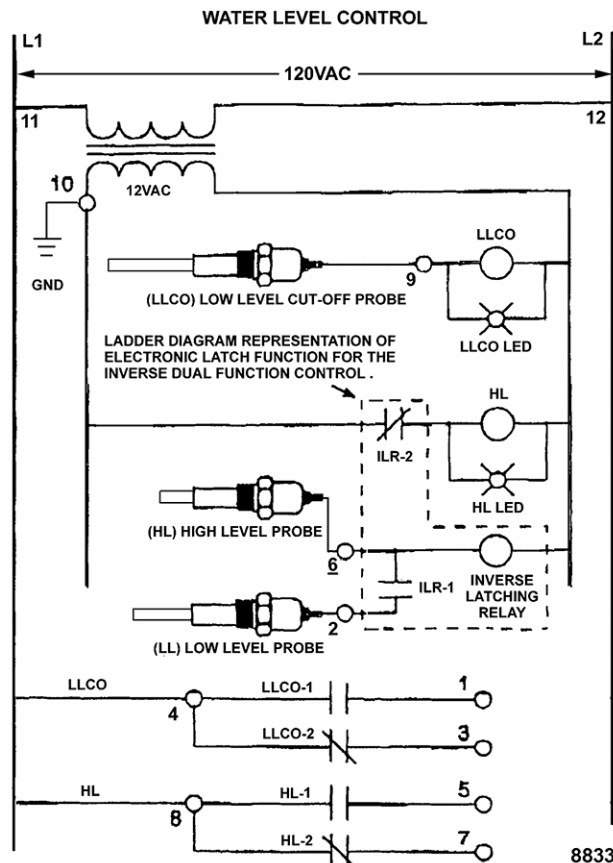 WATER LEVEL CONTROL
L1
L2
120VAC
11
12
10
12VAC
GND
LLCO
9
(LLCO) LOW LEVEL CUT-OFF PROBE
LLCO LED
LADDER DIAGRAM REPRESENTATION OF
ELECTRONIC LATCH FUNCTION FOR THE
INVERSE DUAL FUNCTION CONTROL .
HL
ILR-2
HL LED
(HL) HIGH LEVEL PROBE
6
ILR-1
INVERSE
LATCHING
RELAY
2
(LL) LOW LEVEL PROBE
LLCO
LLCO-1
1
4
LLCO-2
3
HL
HL-1
5
8
HL-2
7
8833